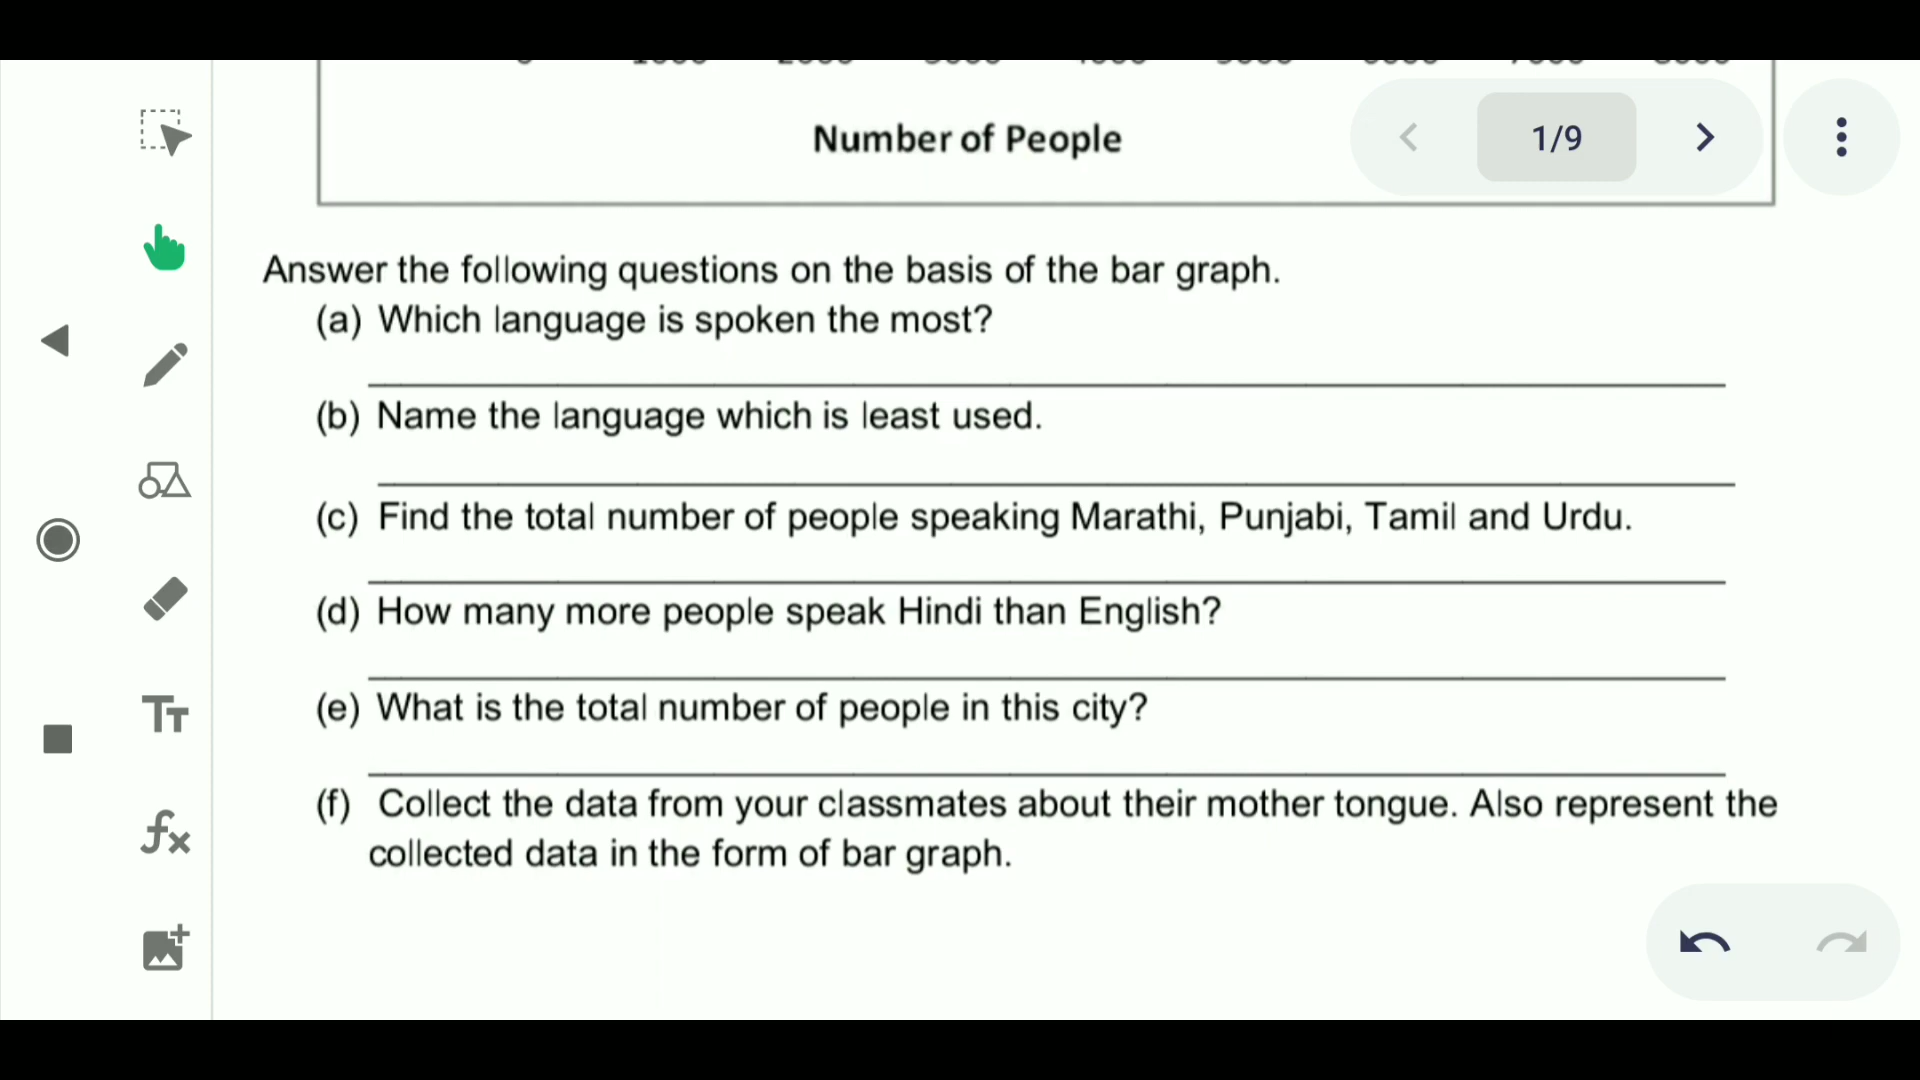 Number of People
1/9
Answer the following questions on the basis of the bar graph.
(a) Which language is spoken the most?
(b) Name the language which is least used.
(c) Find the total number of people speaking Marathi, Punjabi, Tamil and Urdu.
(d) How many more people speak Hindi than English?
(e) What is the total number of people in this city?
(f) Collect the data from your classmates about their mother tongue. Also represent the
collected data in the form of bar graph.
Tт
fx